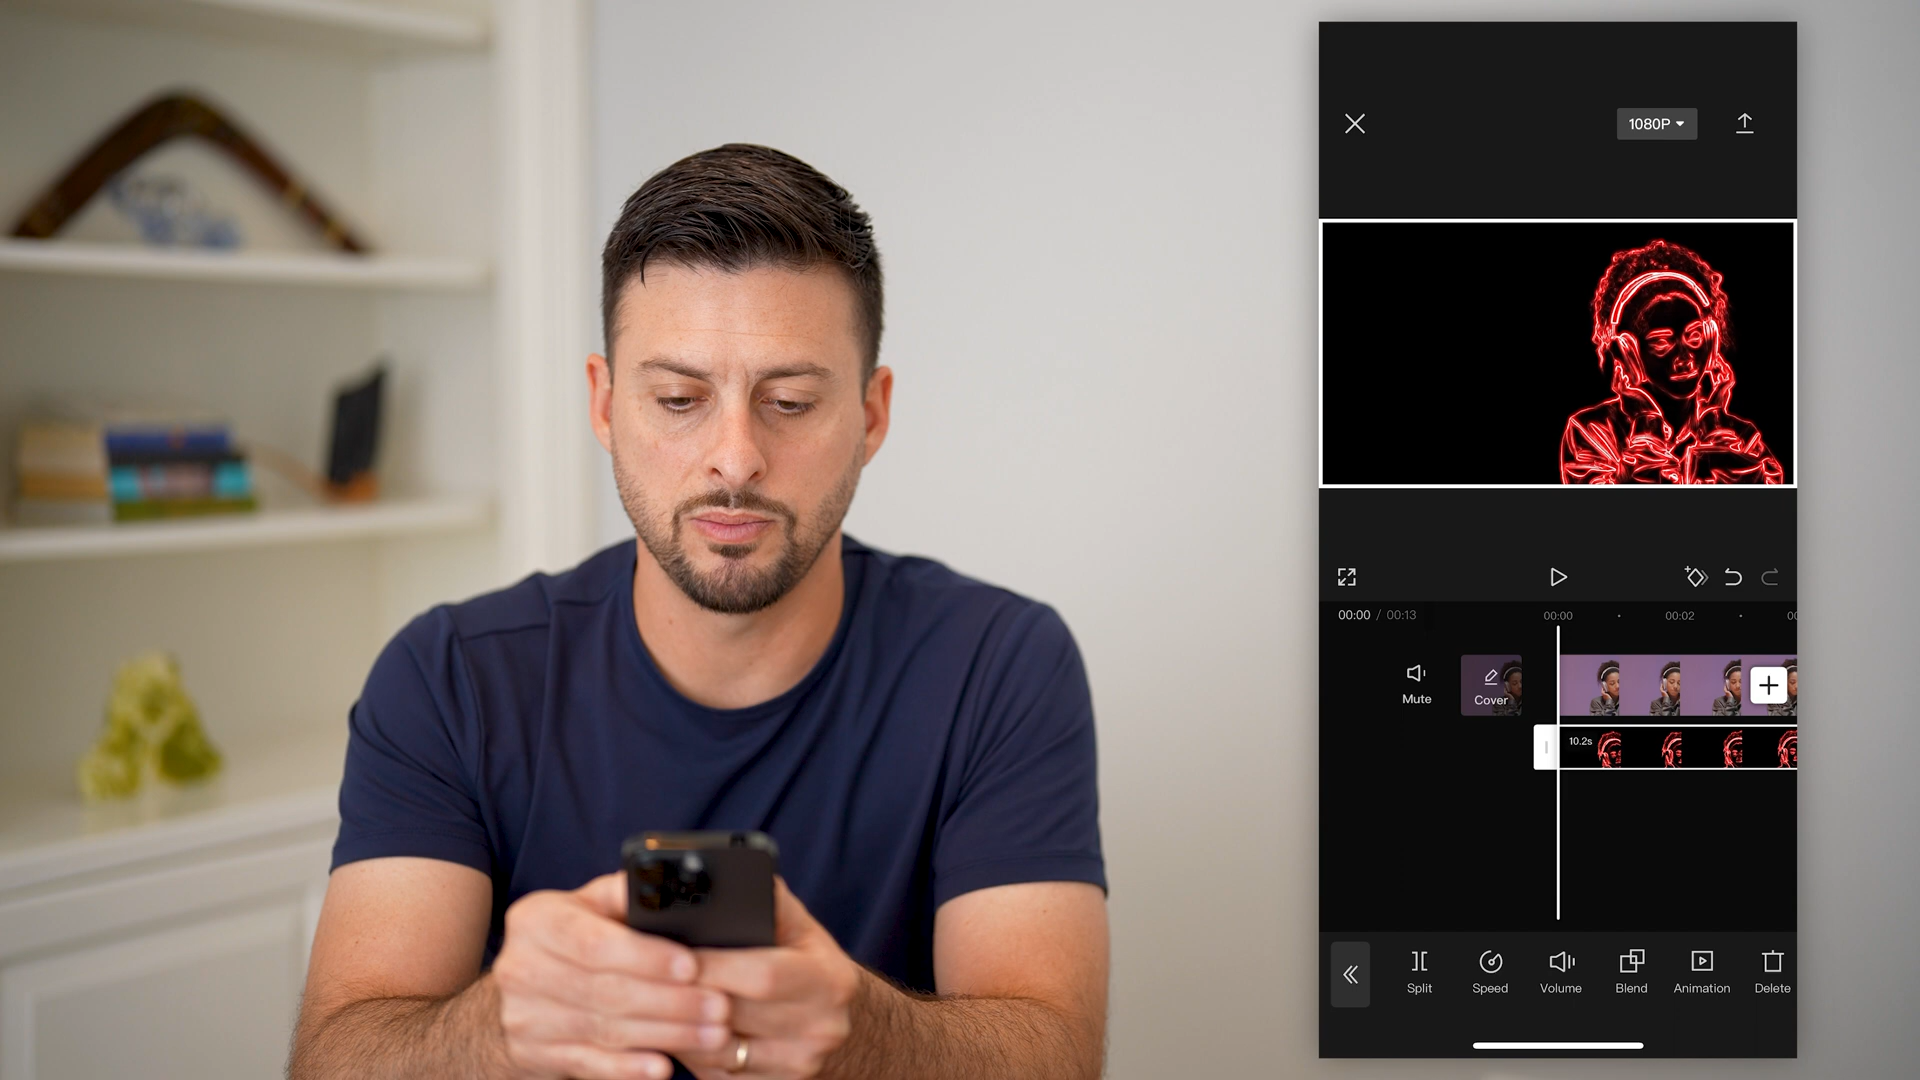 1080P
00:00 / 00:13
00:00
00:02
Mute
Cover
10.2s
Split
Speed
Volume
Blend
Animation
Delete